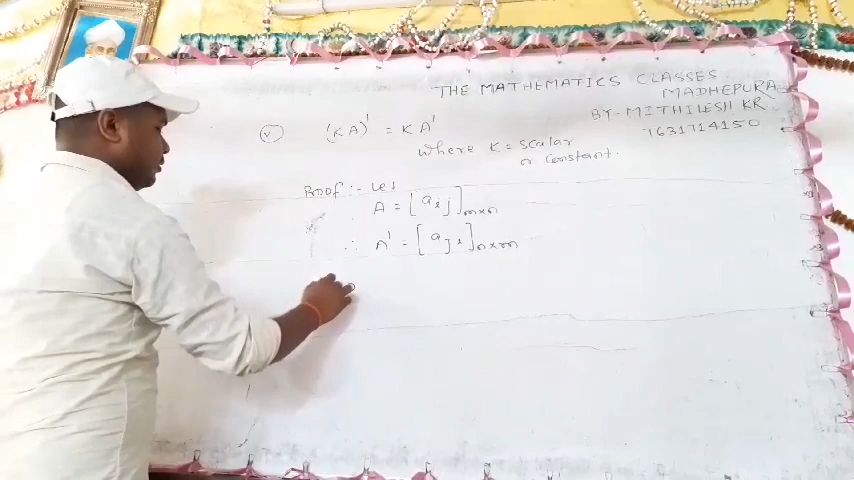 THE MATHEMATICS CLASSES
MADHEPURA
BY- MITHILESH KR.
7631714150
(v) (KA)' = KA'
where K = scalar
or constant.
Proof :- Let
A = [aij]m×n
∴ A' = [aji]n×m